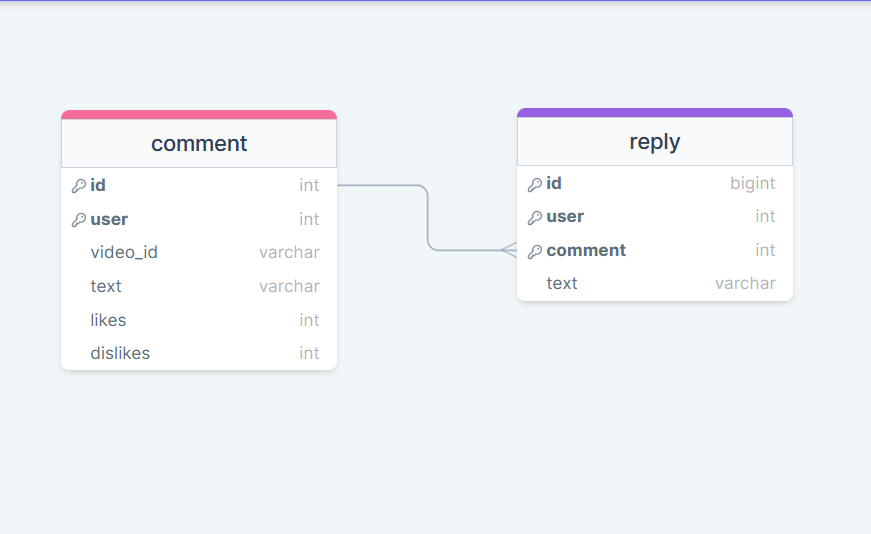 comment
id int
user int
video_id varchar
text varchar
likes int
dislikes int
reply
id bigint
user int
comment int
text varchar